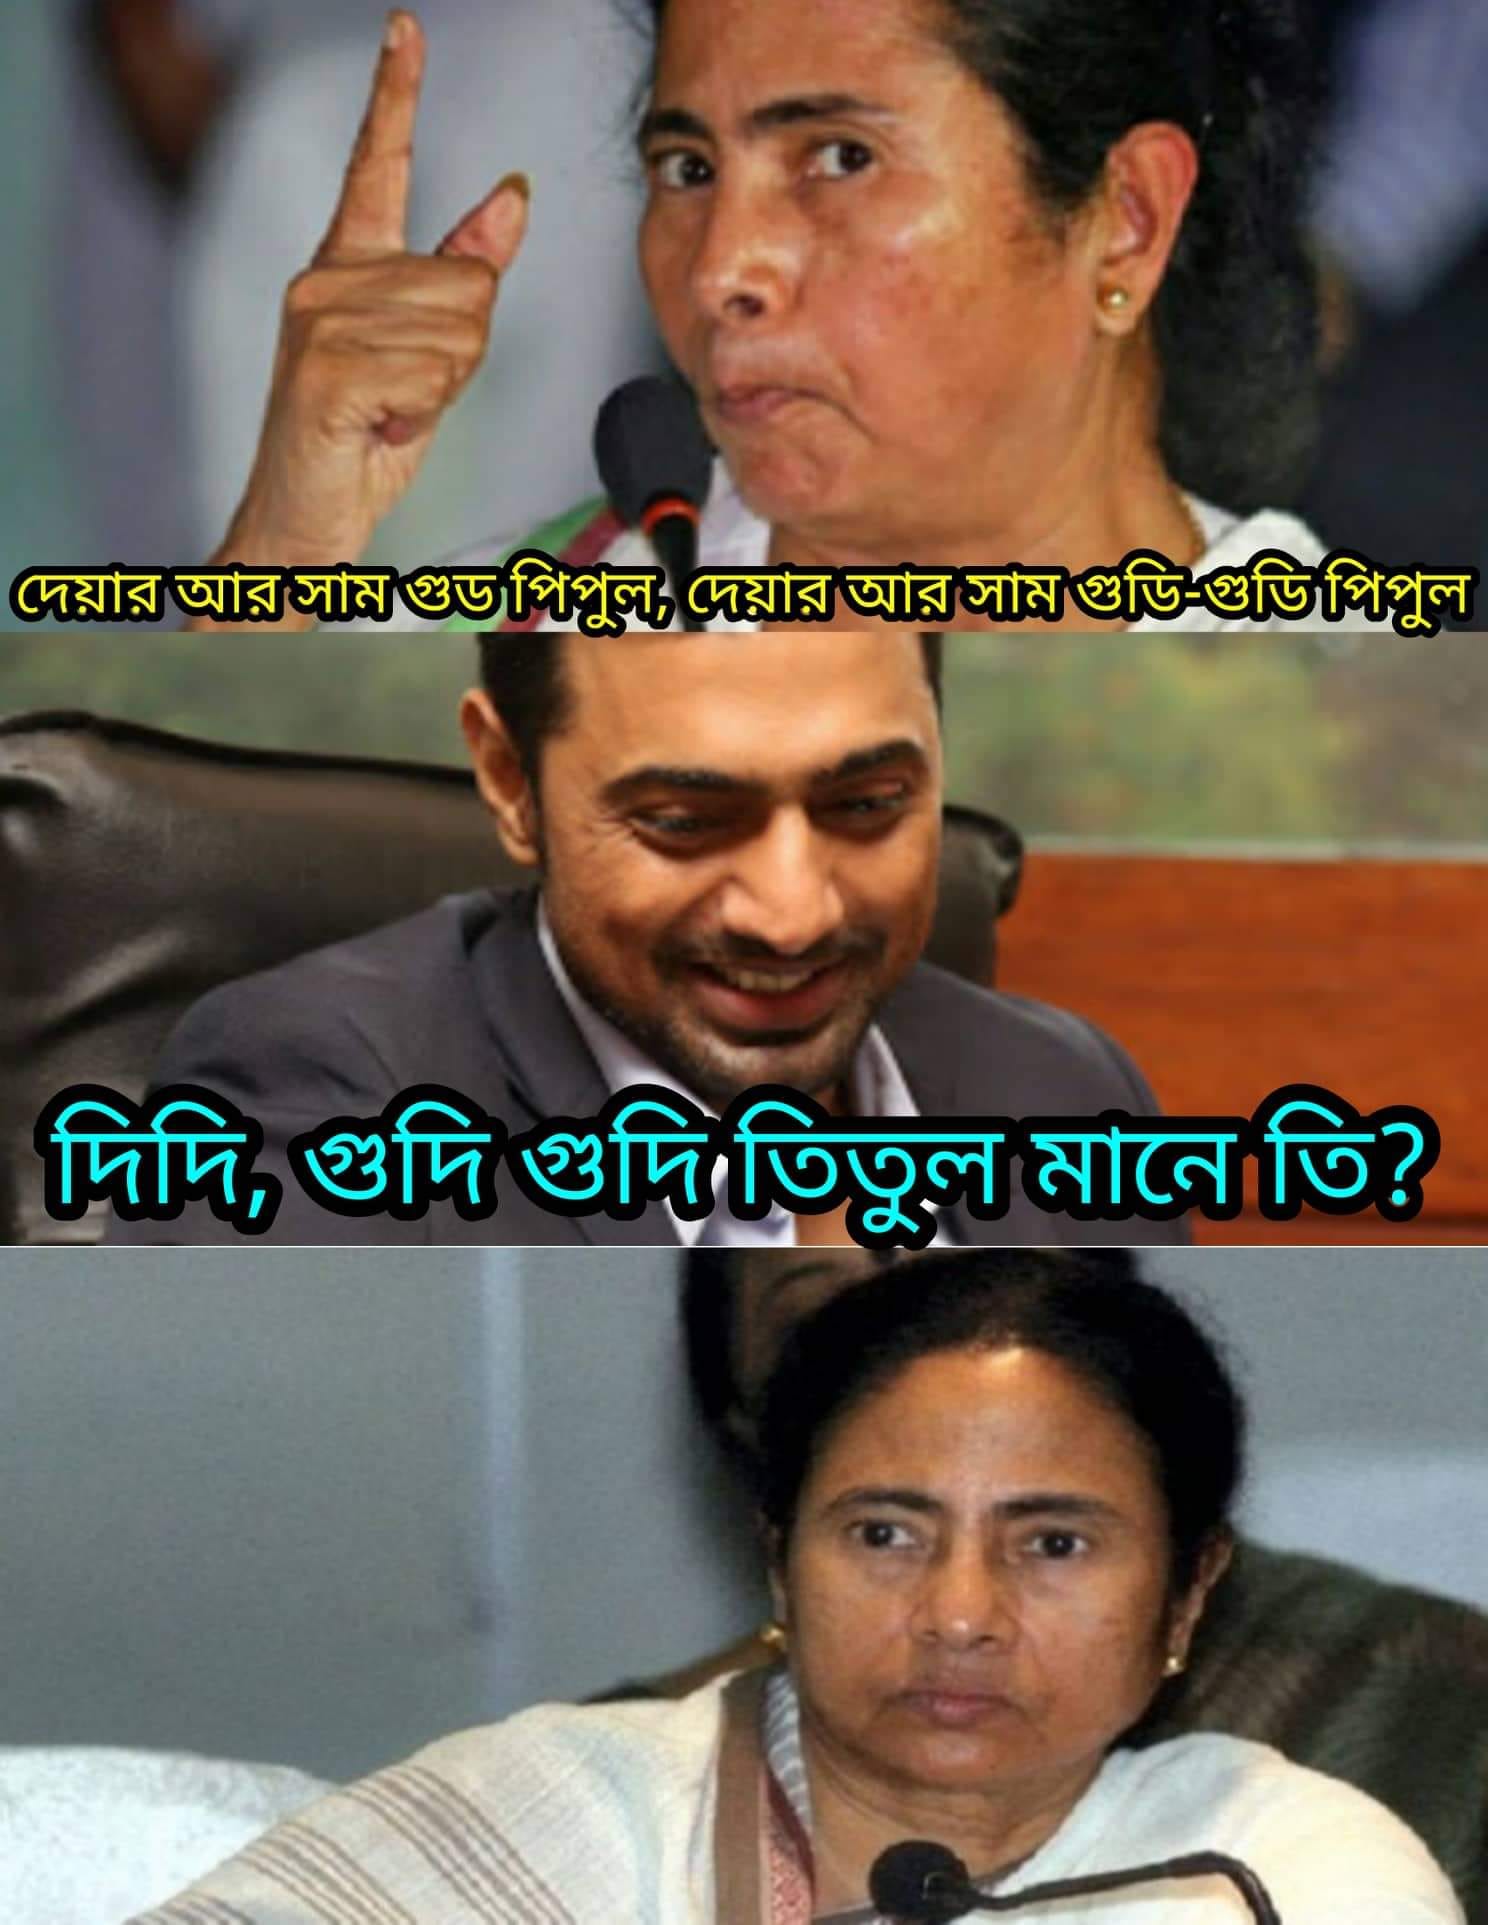 দেয়ার আর সাম গুড পিপুল, দেয়ার আর সাম গুডি-গুডি পিপুল
দিদি, গুদি গুদি তিতুল মানে তি?